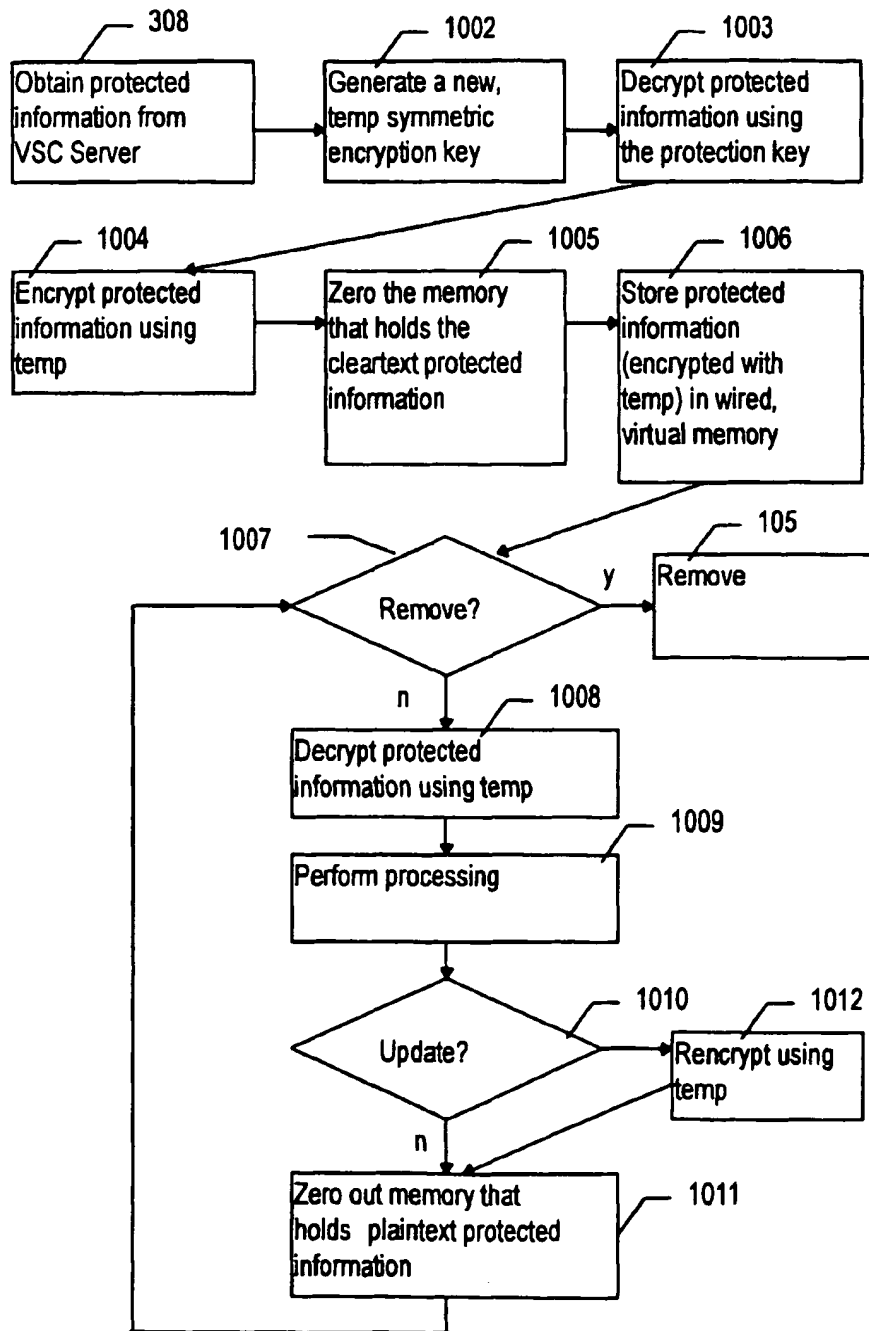 308
1002
1003
Obtain protected
information from
VSC Server
Generate a new,
temp symmetric
encryption key
Decrypt protected
information using
the protection key
1004
1005
1006
Encrypt protected
information using
temp
Zero the memory
that holds the
cleartext protected
information
Store protected
information
(encrypted with
temp) in wired,
virtual memory
1007
105
Remove?
y
Remove
n
1008
Decrypt protected
information using temp
1009
Perform processing
1010
1012
Update?
Rencrypt using
temp
n
Zero out memory that
holds plaintext protected
information
1011